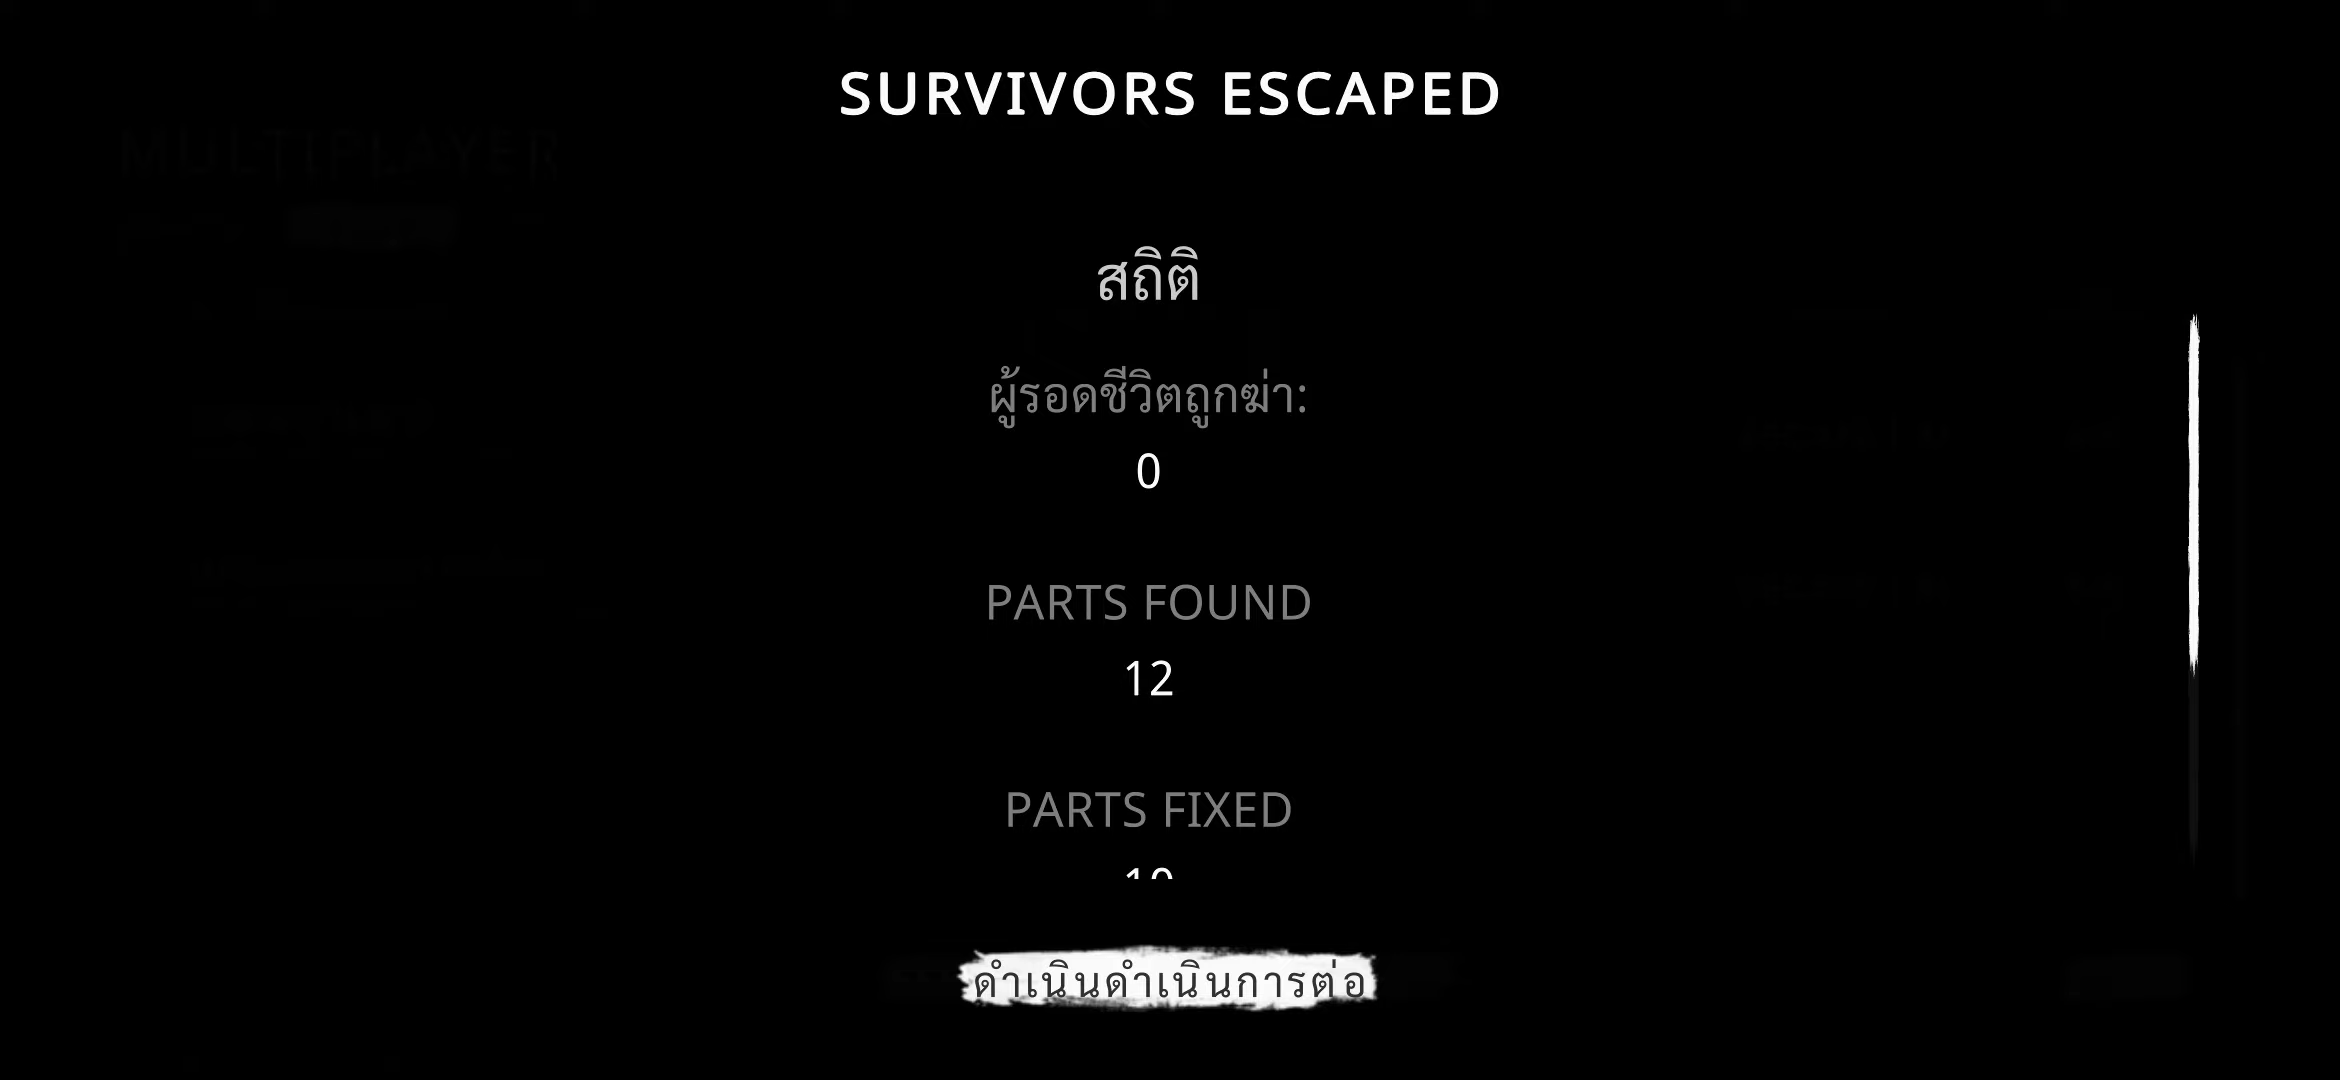 SURVIVORS ESCAPED
MULTIPLAYER
สถิติ
ผู้รอดชีวิตถูกฆ่า:
0
PARTS FOUND
12
PARTS FIXED
ดำเนินดำเนินการต่อ